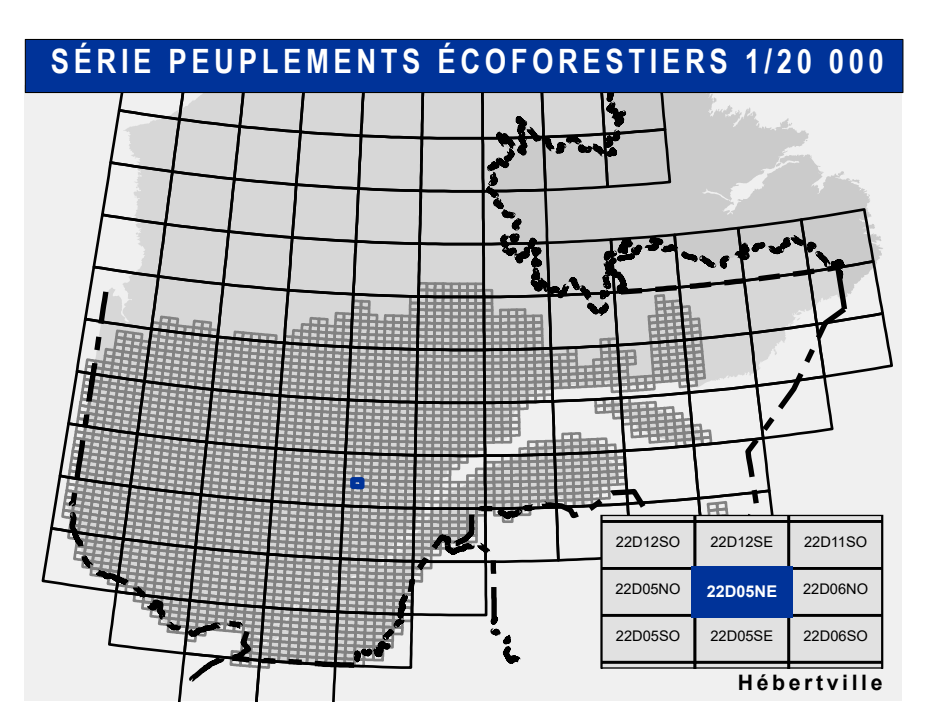 SÉRIE PEUPLEMENTS ÉCOFORESTIERS 1/20 000
22D12SO 22D12SE 22D11SO
22D05NO 22D05NE 22D06NO
22D05SO 22D05SE 22D06SO
Hébertville